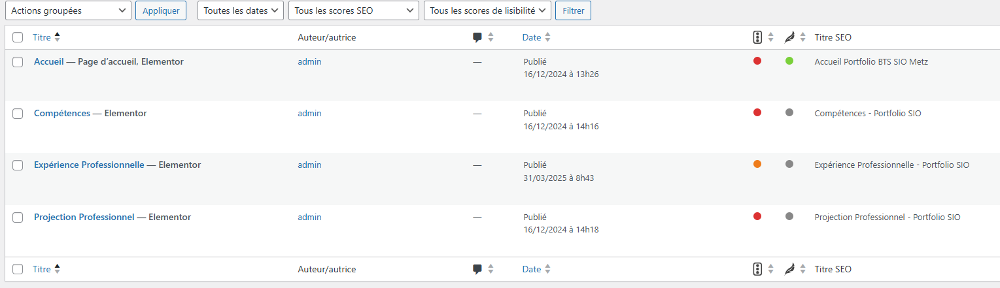 Actions groupées Appliquer Toutes les dates Tous les scores SEO Tous les scores de lisibilité Filtrer
Titre Auteur/autrice Date Titre SEO
Accueil — Page d’accueil, Elementor admin — Publié Accueil Portfolio BTS SIO Metz
16/12/2024 à 13h26
Compétences — Elementor admin — Publié Compétences - Portfolio SIO
16/12/2024 à 14h16
Expérience Professionnelle — Elementor admin — Publié Expérience Professionnelle - Portfolio SIO
31/03/2025 à 8h43
Projection Professionnel — Elementor admin — Publié Projection Professionnel - Portfolio SIO
16/12/2024 à 14h18
Titre Auteur/autrice Date Titre SEO